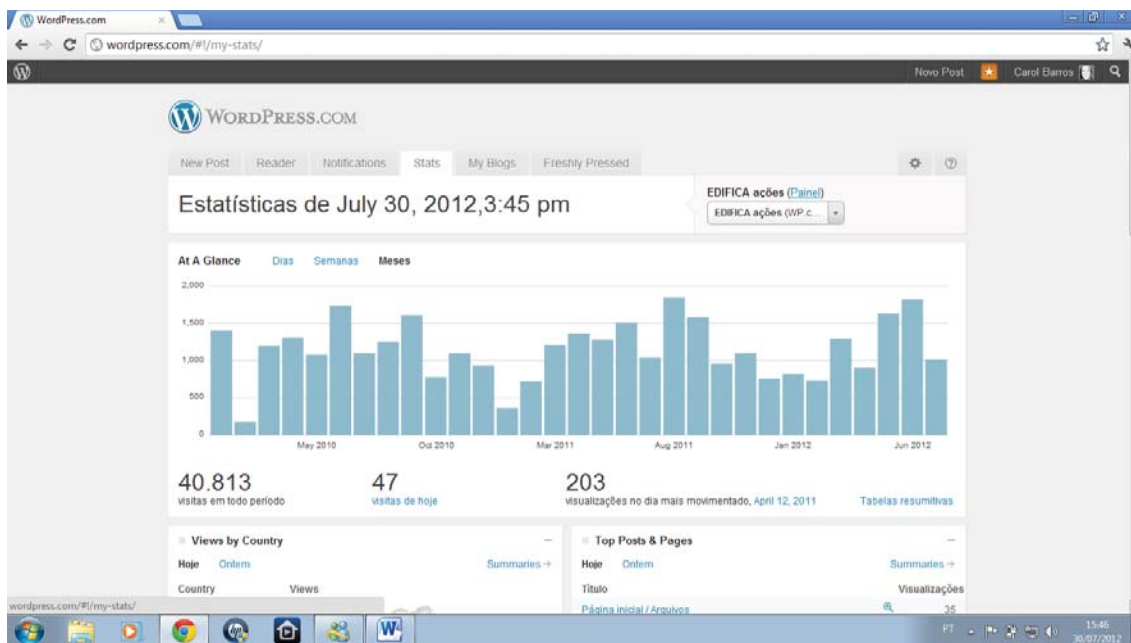 WordPress.com
wordpress.com/#!/my-stats/
Novo Post Carol Barros
WORDPRESS.COM
New Post Reader Notifications Stats My Blogs Freshly Pressed
Estatísticas de July 30, 2012,3:45 pm
EDIFICA ações (Painel)
EDIFICA ações (WP.c...
At A Glance Dias Semanas Meses
2,000
1,500
1,000
500
0
May 2010 Oct 2010 Mar 2011 Aug 2011 Jan 2012 Jun 2012
40.813 47 203
visitas em todo período visitas de hoje visualizações no dia mais movimentado, April 12, 2011 Tabelas resumitivas
Views by Country Top Posts & Pages
Hoje Ontem Summaries → Hoje Ontem Summaries →
Country Views Título Visualizações
wordpress.com/#!/my-stats/ Página inicial / Arquivos 35
PT 15:46
30/07/2012